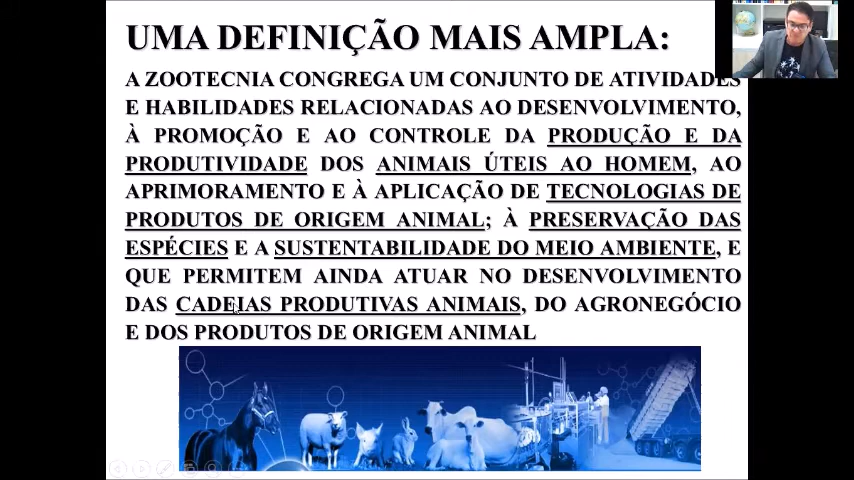 UMA DEFINIÇÃO MAIS AMPLA:
A ZOOTECNIA CONGREGA UM CONJUNTO DE ATIVIDADES
E HABILIDADES RELACIONADAS AO DESENVOLVIMENTO,
À PROMOÇÃO E AO CONTROLE DA PRODUÇÃO E DA
PRODUTIVIDADE DOS ANIMAIS ÚTEIS AO HOMEM, AO
APRIMORAMENTO E À APLICAÇÃO DE TECNOLOGIAS DE
PRODUTOS DE ORIGEM ANIMAL; À PRESERVAÇÃO DAS
ESPÉCIES E A SUSTENTABILIDADE DO MEIO AMBIENTE, E
QUE PERMITEM AINDA ATUAR NO DESENVOLVIMENTO
DAS CADEIAS PRODUTIVAS ANIMAIS, DO AGRONEGÓCIO
E DOS PRODUTOS DE ORIGEM ANIMAL